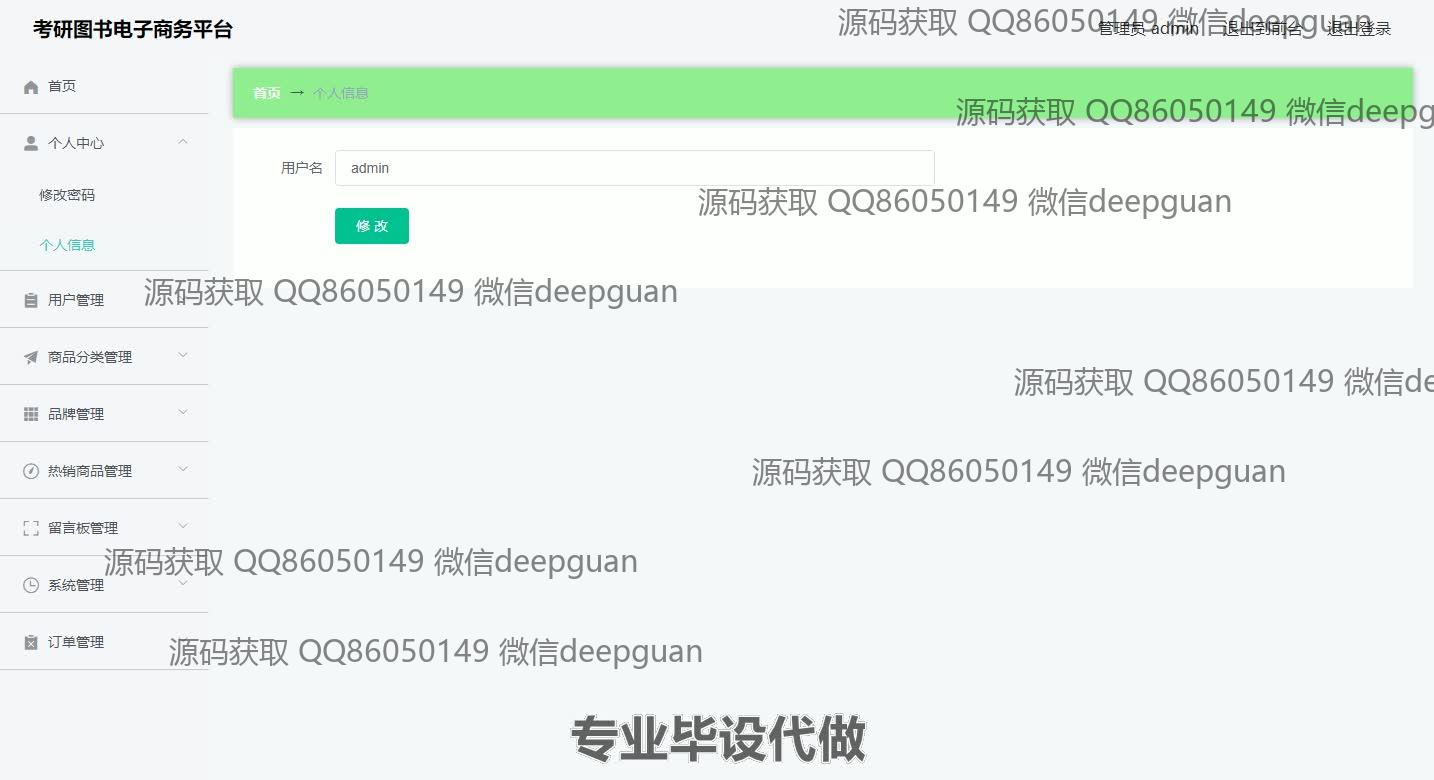 考研图书电子商务平台
源码获取 QQ86050149 微信deepguan
管理员 admin 退出到前台 退出登录
首页
首页 → 个人信息
源码获取 QQ86050149 微信deepg
个人中心
用户名 admin
修改密码
源码获取 QQ86050149 微信deepguan
修 改
个人信息
用户管理
源码获取 QQ86050149 微信deepguan
商品分类管理
源码获取 QQ86050149 微信de
品牌管理
热销商品管理
源码获取 QQ86050149 微信deepguan
留言板管理
源码获取 QQ86050149 微信deepguan
系统管理
订单管理
源码获取 QQ86050149 微信deepguan
专业毕设代做